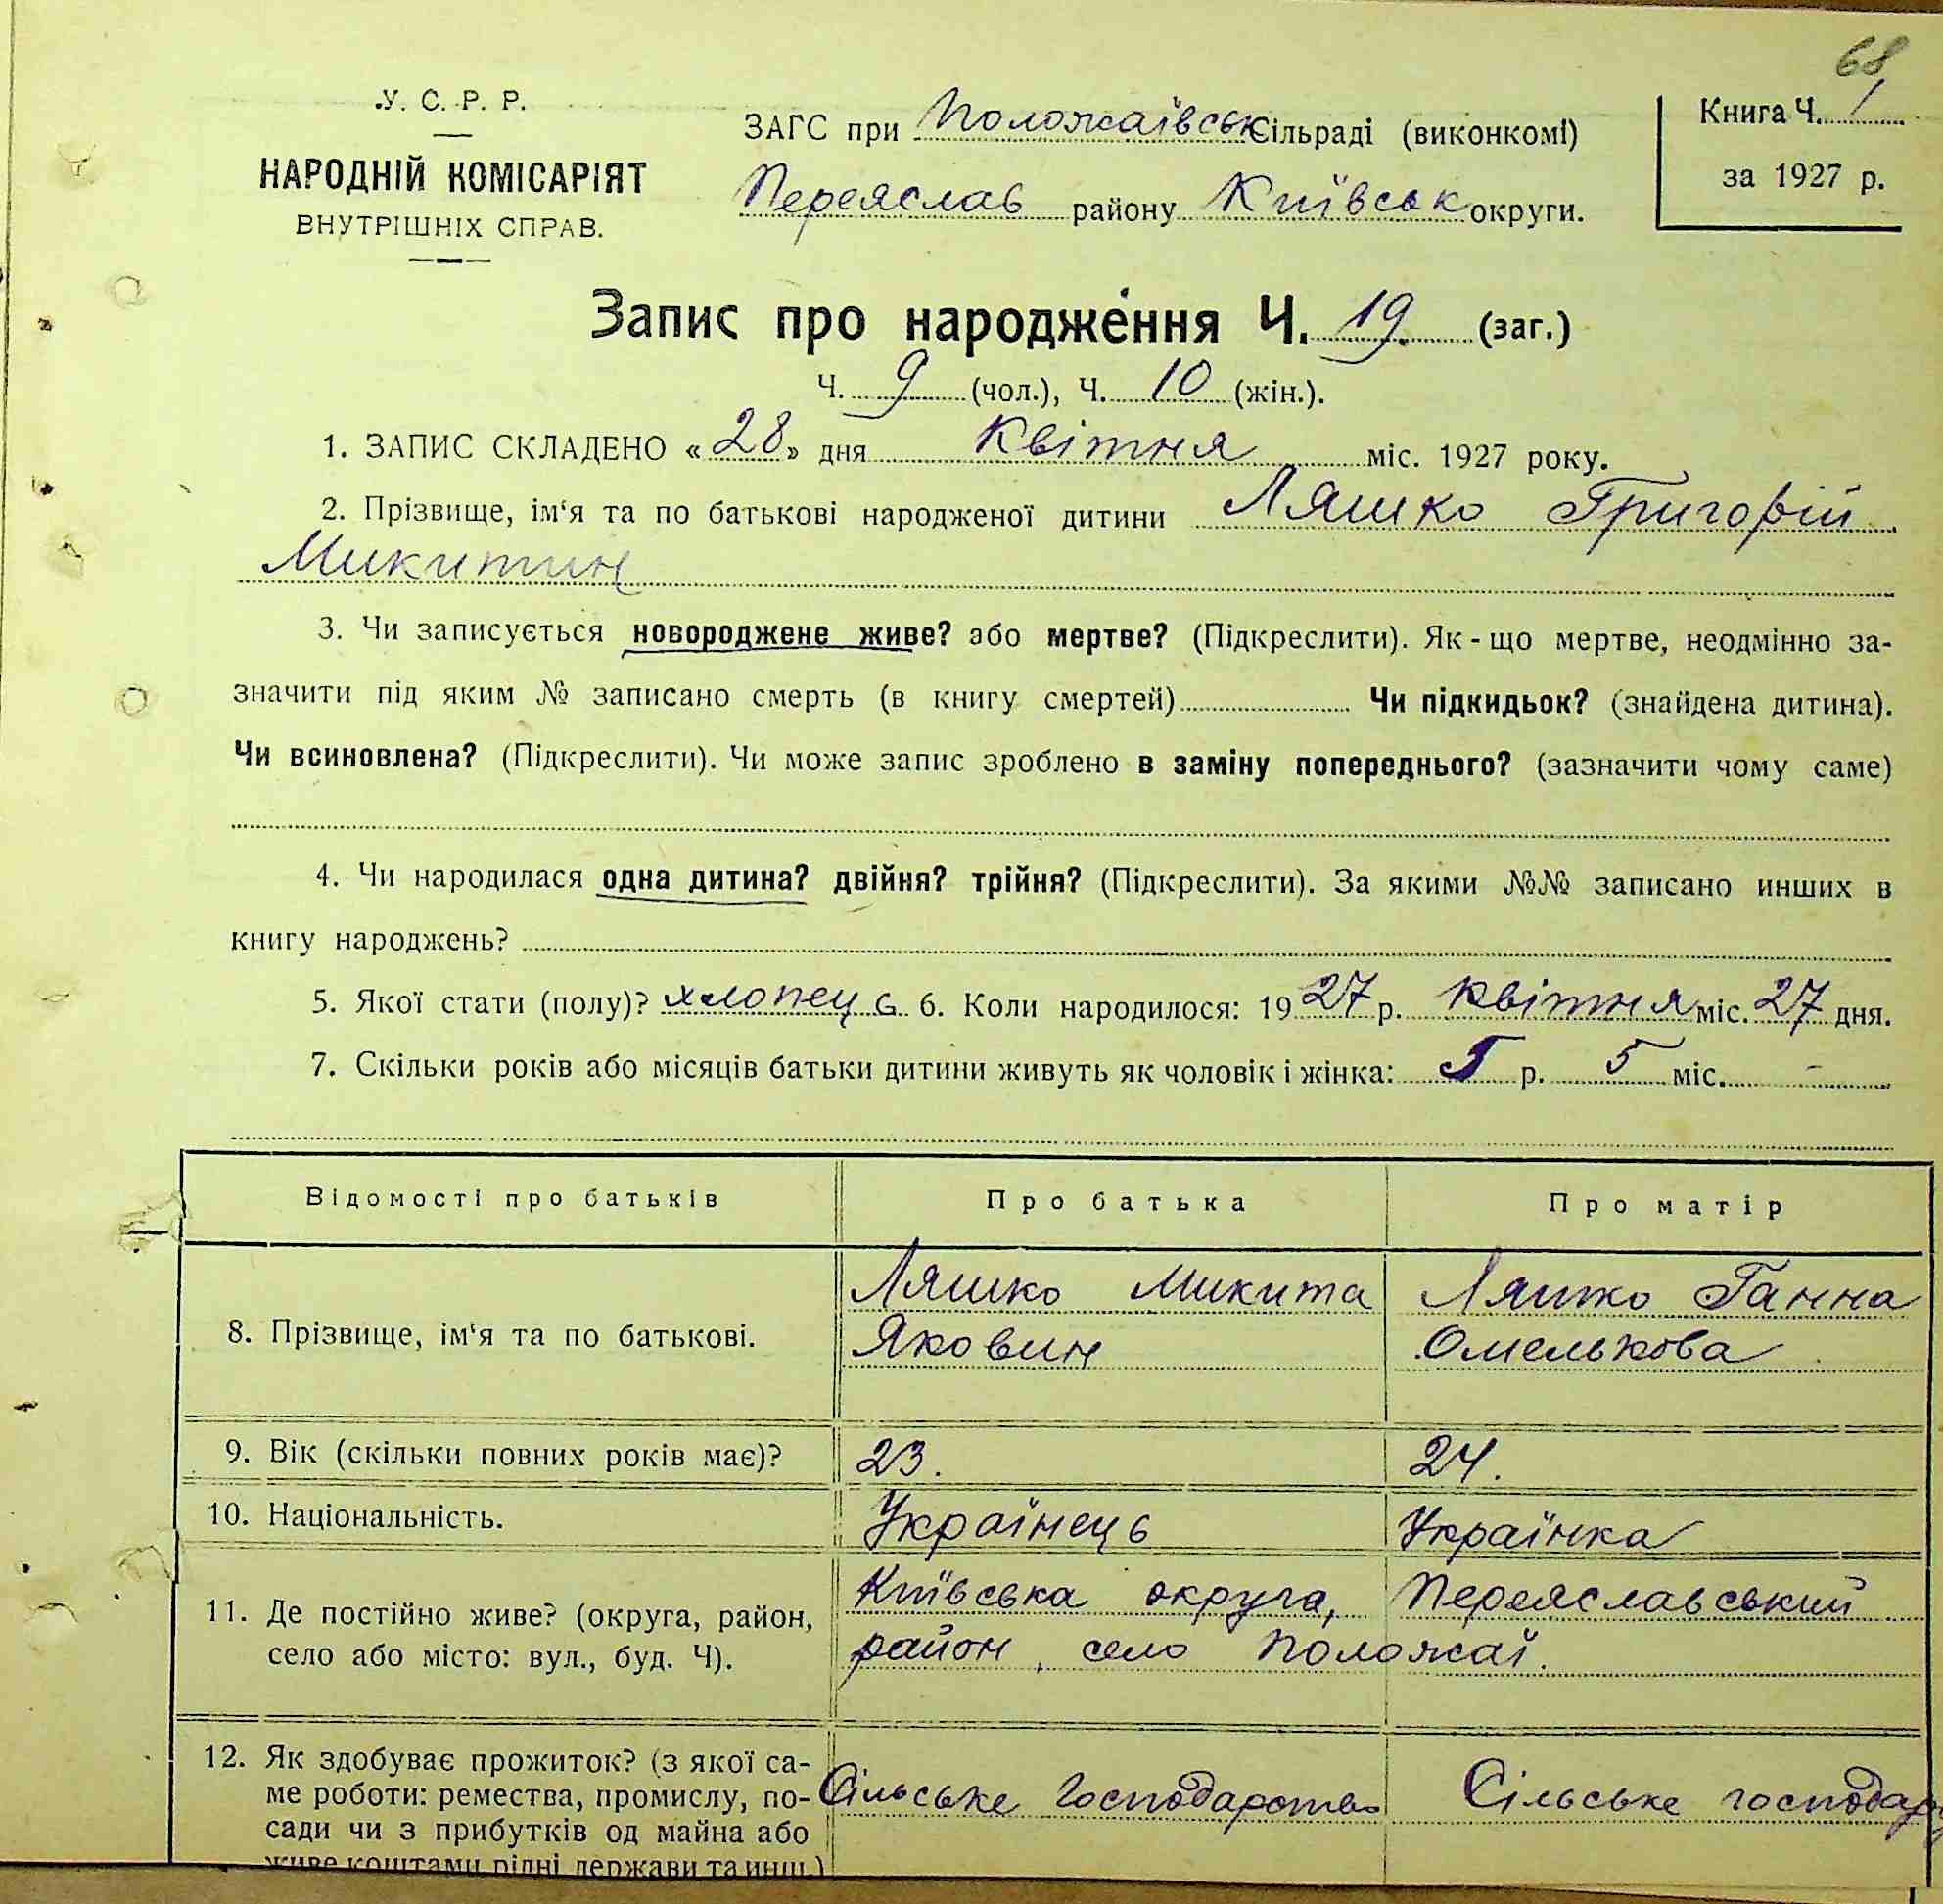 68
У. С. Р. Р.
НАРОДНІЙ КОМІСАРІЯТ
ВНУТРІШНІХ СПРАВ.
ЗАГС при Положаївськ Сільраді (виконкомі)
Переяслав району Київськ округи.
Книга Ч. 1
за 1927 р.
Запис про народження Ч. 19. (заг.)
Ч. 9 (чол.), Ч. 10 (жін.).
1. ЗАПИС СКЛАДЕНО «28» дня Квітня міс. 1927 року.
2. Прізвище, ім‘я та по батькові народженої дитини Ляшко Григорій
Микитин
3. Чи записується новороджене живе? або мертве? (Підкреслити). Як-що мертве, неодмінно за-
значити під яким № записано смерть (в книгу смертей) Чи підкидьок? (знайдена дитина).
Чи всиновлена? (Підкреслити). Чи може запис зроблено в заміну попереднього? (зазначити чому саме)
4. Чи народилася одна дитина? двійня? трійня? (Підкреслити). За якими №№ записано инших в
книгу народжень?
5. Якої стати (полу)? хлопець 6. Коли народилося: 1927 р. квітня міс. 27 дня.
7. Скільки років або місяців батьки дитини живуть як чоловік і жінка: 5 р. 5 міс. -
Відомості про батьків Про батька Про матір
8. Прізвище, ім‘я та по батькові. Ляшко Микита Яковин Ляшко Ганна Омелькова
9. Вік (скільки повних років має)? 23. 24.
10. Національність. Українець Українка
11. Де постійно живе? (округа, район,
село або місто: вул., буд. Ч).
Київська округа, Переяславський
район, село Положаї.
12. Як здобуває прожиток? (з якої са-
ме роботи: ремества, промислу, по-
сади чи з прибутків од майна або
живе коштами рідні, держави та инш.)
Сільське господарство Сільське господар